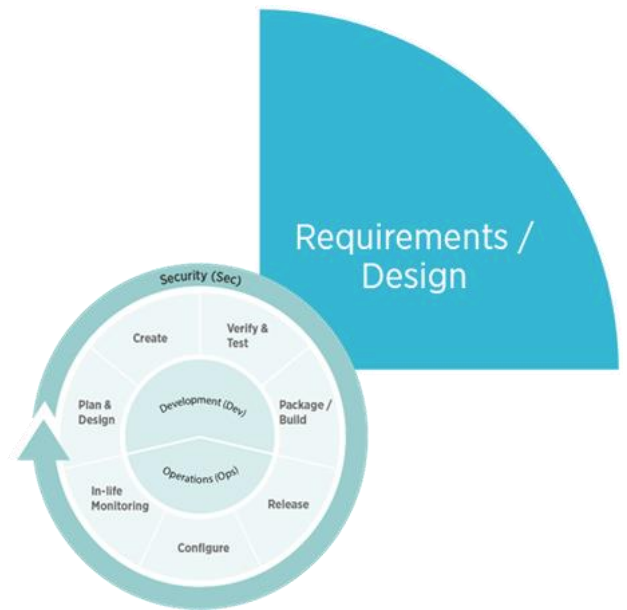 Requirements /
Design
Security (Sec)
Create
Verify &
Test
Plan &
Design
Development (Dev)
Package /
Build
Operations (Ops)
In-life
Monitoring
Release
Configure